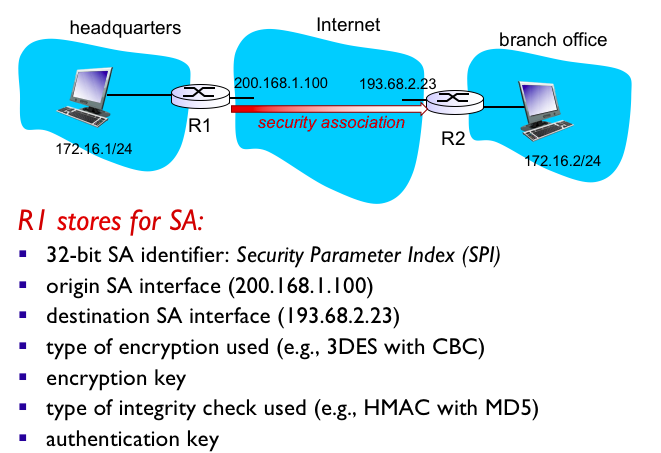 headquarters
Internet
branch office
200.168.1.100
193.68.2.23
R1
security association
R2
172.16.1/24
172.16.2/24
R1 stores for SA:
▪ 32-bit SA identifier: Security Parameter Index (SPI)
▪ origin SA interface (200.168.1.100)
▪ destination SA interface (193.68.2.23)
▪ type of encryption used (e.g., 3DES with CBC)
▪ encryption key
▪ type of integrity check used (e.g., HMAC with MD5)
▪ authentication key